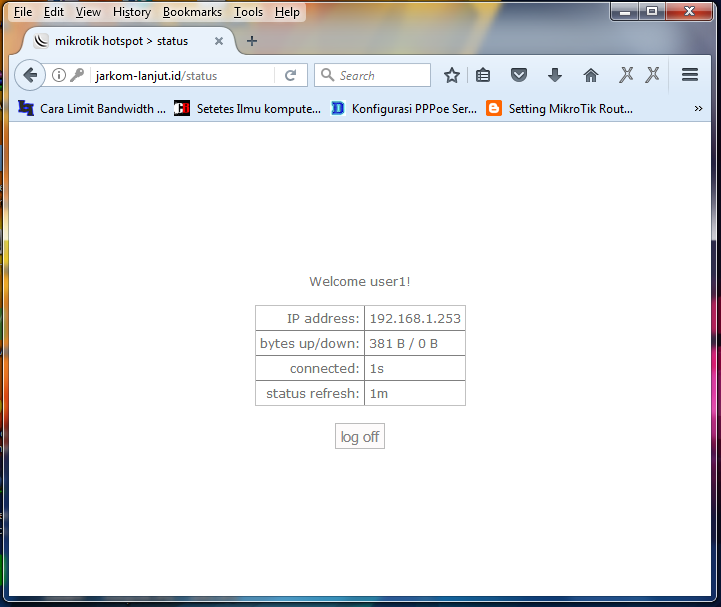 File Edit View History Bookmarks Tools Help
mikrotik hotspot > status
jarkom-lanjut.id/status
Search
Cara Limit Bandwidth ... Setetes Ilmu kompute... Konfigurasi PPPoe Ser... Setting MikroTik Rout...
Welcome user1!
IP address: 192.168.1.253
bytes up/down: 381 B / 0 B
connected: 1s
status refresh: 1m
log off